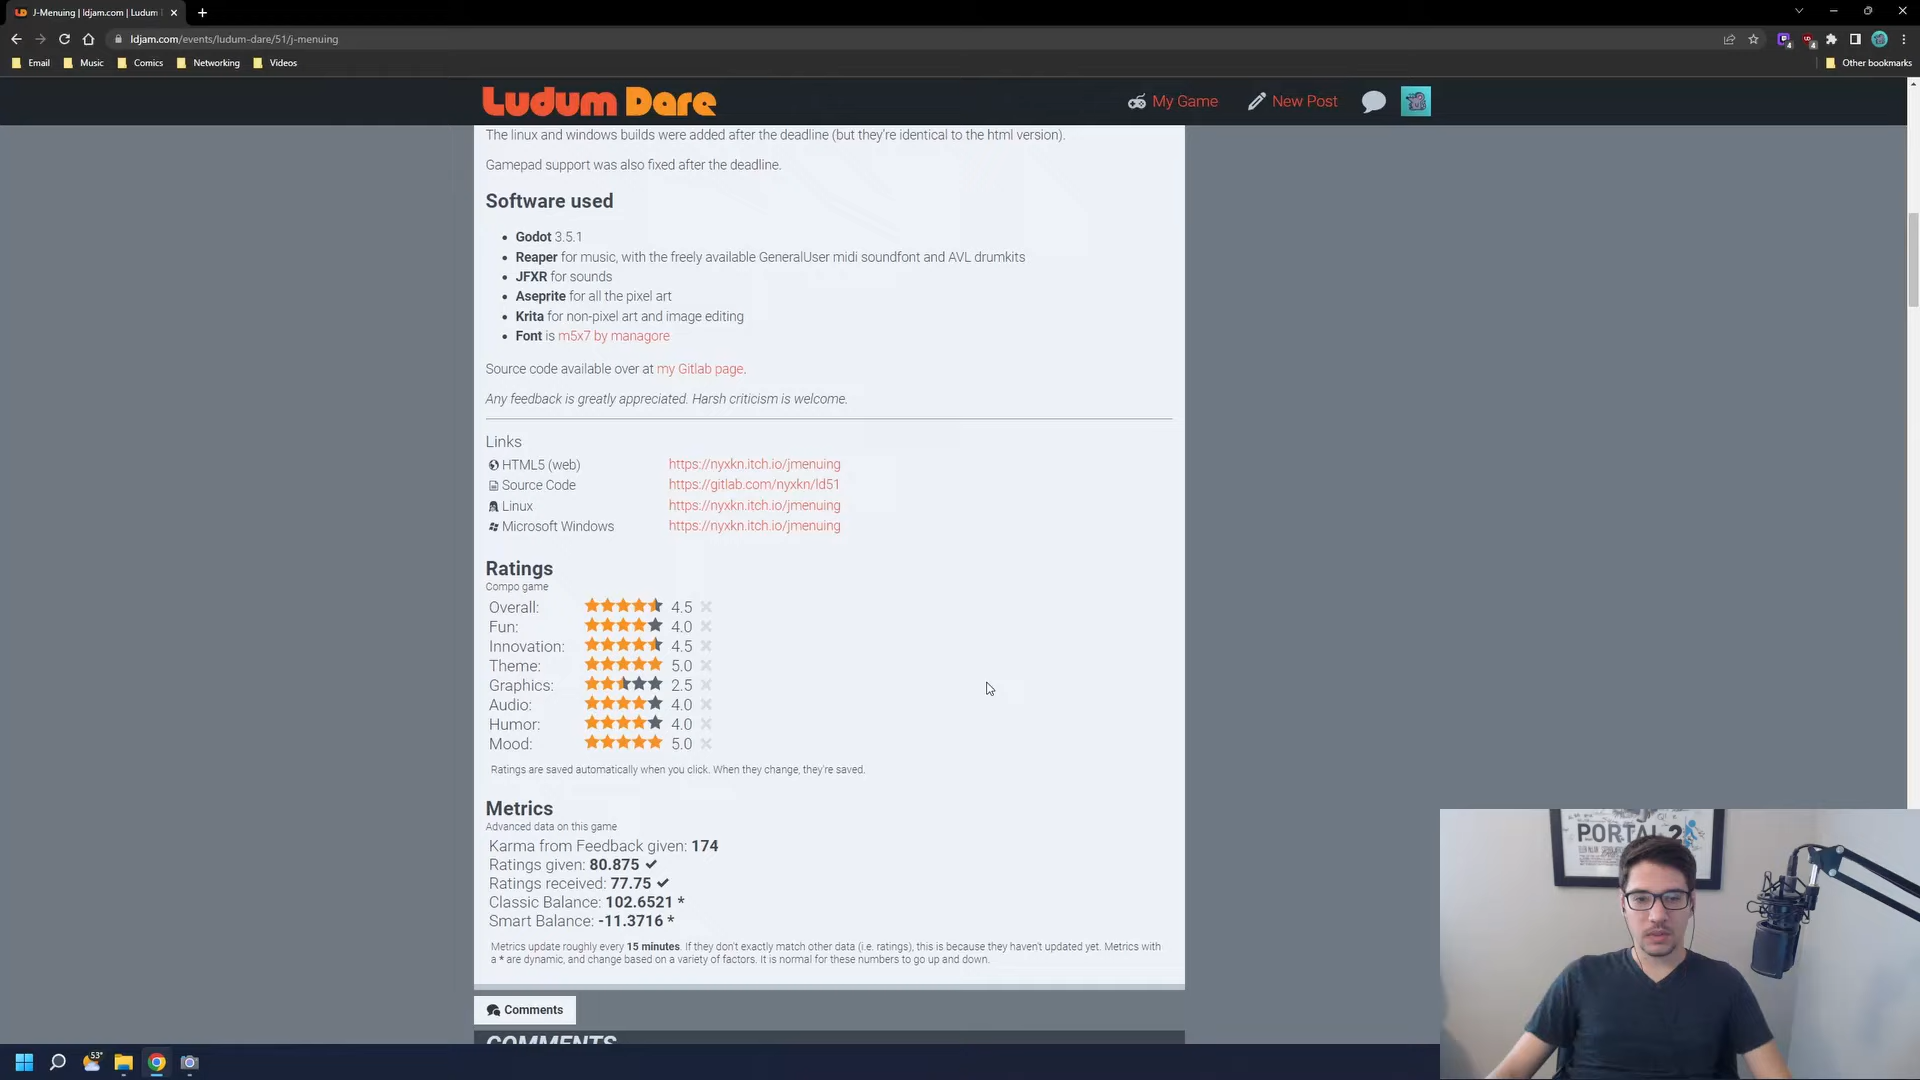 J-Menuing | ldjam.com | Ludum
ldjam.com/events/ludum-dare/51/j-menuing
4
4
Email
Music
Comics
Networking
Videos
Other bookmarks
Ludum Dare
My Game
New Post
The linux and windows builds were added after the deadline (but they're identical to the html version).
Gamepad support was also fixed after the deadline.
Software used
• Godot 3.5.1
• Reaper for music, with the freely available GeneralUser midi soundfont and AVL drumkits
• JFXR for sounds
• Aseprite for all the pixel art
• Krita for non-pixel art and image editing
• Font is m5x7 by managore
Source code available over at my Gitlab page.
Any feedback is greatly appreciated. Harsh criticism is welcome.
Links
HTML5 (web) https://nyxkn.itch.io/jmenuing
Source Code https://gitlab.com/nyxkn/ld51
Linux https://nyxkn.itch.io/jmenuing
Microsoft Windows https://nyxkn.itch.io/jmenuing
Ratings
Compo game
Overall: 4.5
Fun: 4.0
Innovation: 4.5
Theme: 5.0
Graphics: 2.5
Audio: 4.0
Humor: 4.0
Mood: 5.0
Ratings are saved automatically when you click. When they change, they're saved.
Metrics
Advanced data on this game
Karma from Feedback given: 174
Ratings given: 80.875 ✓
Ratings received: 77.75 ✓
Classic Balance: 102.6521 *
Smart Balance: -11.3716 *
Metrics update roughly every 15 minutes. If they don't exactly match other data (i.e. ratings), this is because they haven't updated yet. Metrics with
a * are dynamic, and change based on a variety of factors. It is normal for these numbers to go up and down.
Comments
COMMENTS
PORTAL 2
53°